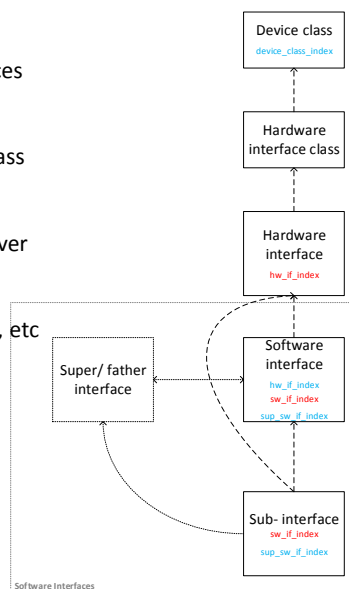 Device class
device_class_index
ces
Hardware
interface class
ass
Hardware
interface
hw_if_index
ver
, etc
Super/ father
interface
Software
interface
hw_if_index
sw_if_index
sup_sw_if_index
Sub- interface
sw_if_index
sup_sw_if_index
Software Interfaces